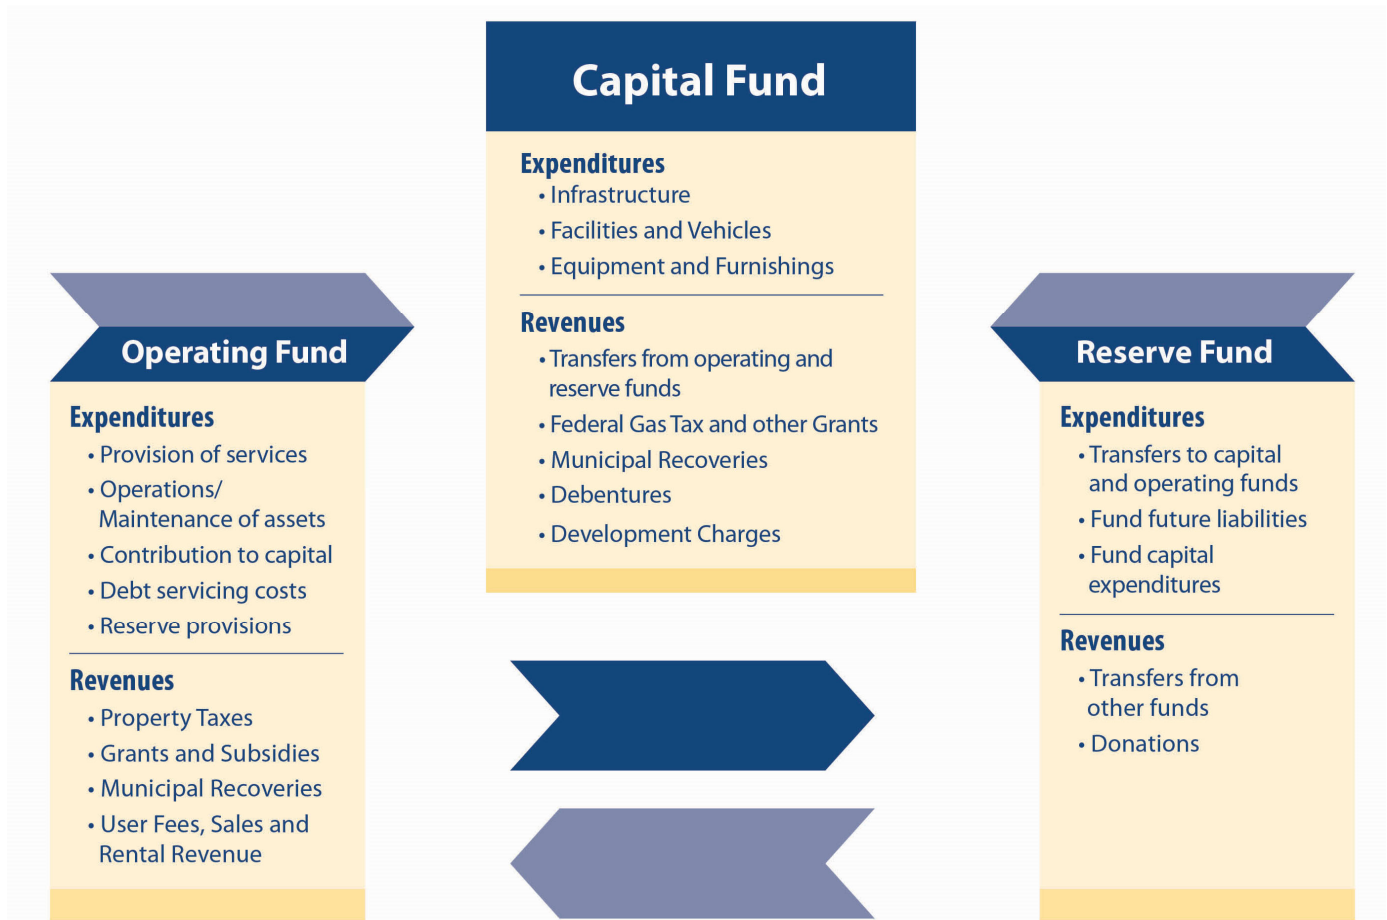 Capital Fund
Expenditures
• Infrastructure
• Facilities and Vehicles
• Equipment and Furnishings
Revenues
• Transfers from operating and
reserve funds
• Federal Gas Tax and other Grants
• Municipal Recoveries
• Debentures
• Development Charges
Operating Fund
Expenditures
• Provision of services
• Operations/
Maintenance of assets
• Contribution to capital
• Debt servicing costs
• Reserve provisions
Revenues
• Property Taxes
• Grants and Subsidies
• Municipal Recoveries
• User Fees, Sales and
Rental Revenue
Reserve Fund
Expenditures
• Transfers to capital
and operating funds
• Fund future liabilities
• Fund capital
expenditures
Revenues
• Transfers from
other funds
• Donations